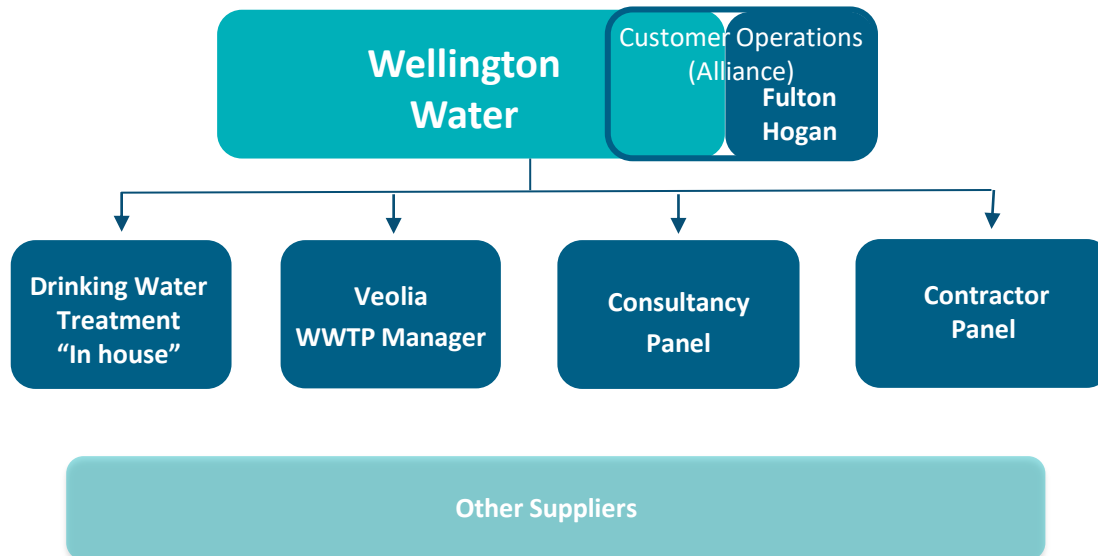 Wellington
Water
Customer Operations
(Alliance)
Fulton
Hogan
Drinking Water
Treatment
“In house”
Veolia
WWTP Manager
Consultancy
Panel
Contractor
Panel
Other Suppliers